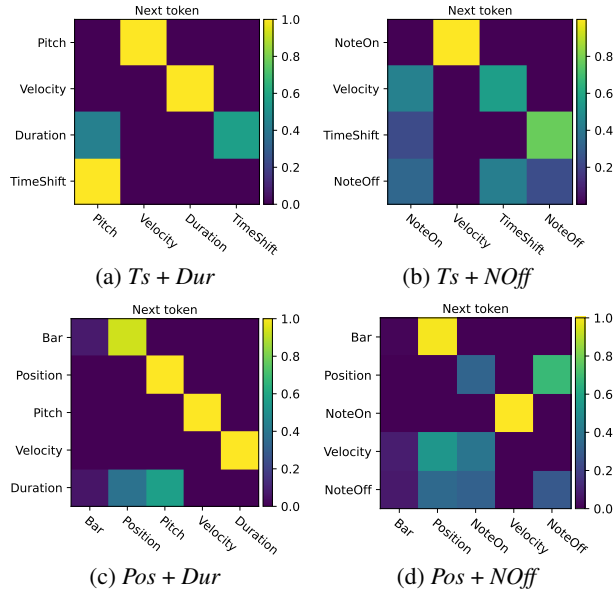 Next token
Pitch
Velocity
Duration
TimeShift
Pitch
Velocity
Duration
TimeShift
1.0
0.8
0.6
0.4
0.2
0.0
(a) Ts + Dur
Next token
NoteOn
Velocity
TimeShift
NoteOff
NoteOn
Velocity
TimeShift
NoteOff
0.8
0.6
0.4
0.2
(b) Ts + NOff
Next token
Bar
Position
Pitch
Velocity
Duration
Bar
Position
Pitch
Velocity
Duration
1.0
0.8
0.6
0.4
0.2
0.0
(c) Pos + Dur
Next token
Bar
Position
NoteOn
Velocity
NoteOff
Bar
Position
NoteOn
Velocity
NoteOff
1.0
0.8
0.6
0.4
0.2
0.0
(d) Pos + NOff